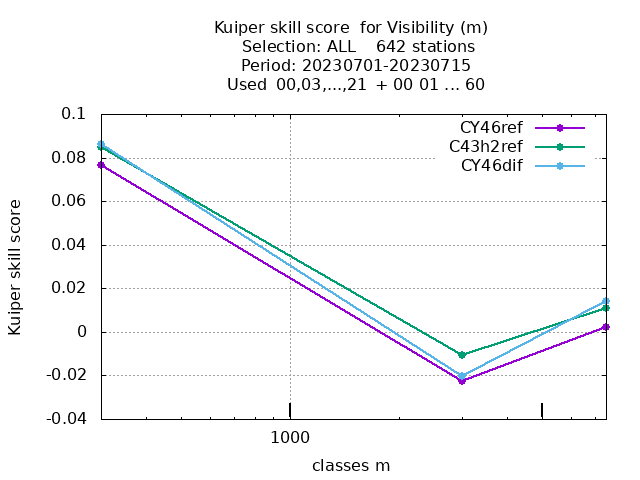 Kuiper skill score  for Visibility (m)
Selection: ALL    642 stations
Period: 20230701-20230715
Used  00,03,...,21  + 00 01 ... 60
CY46ref
C43h2ref
CY46dif
0.1
0.08
0.06
0.04
0.02
0
-0.02
-0.04
Kuiper skill score
1000
classes m